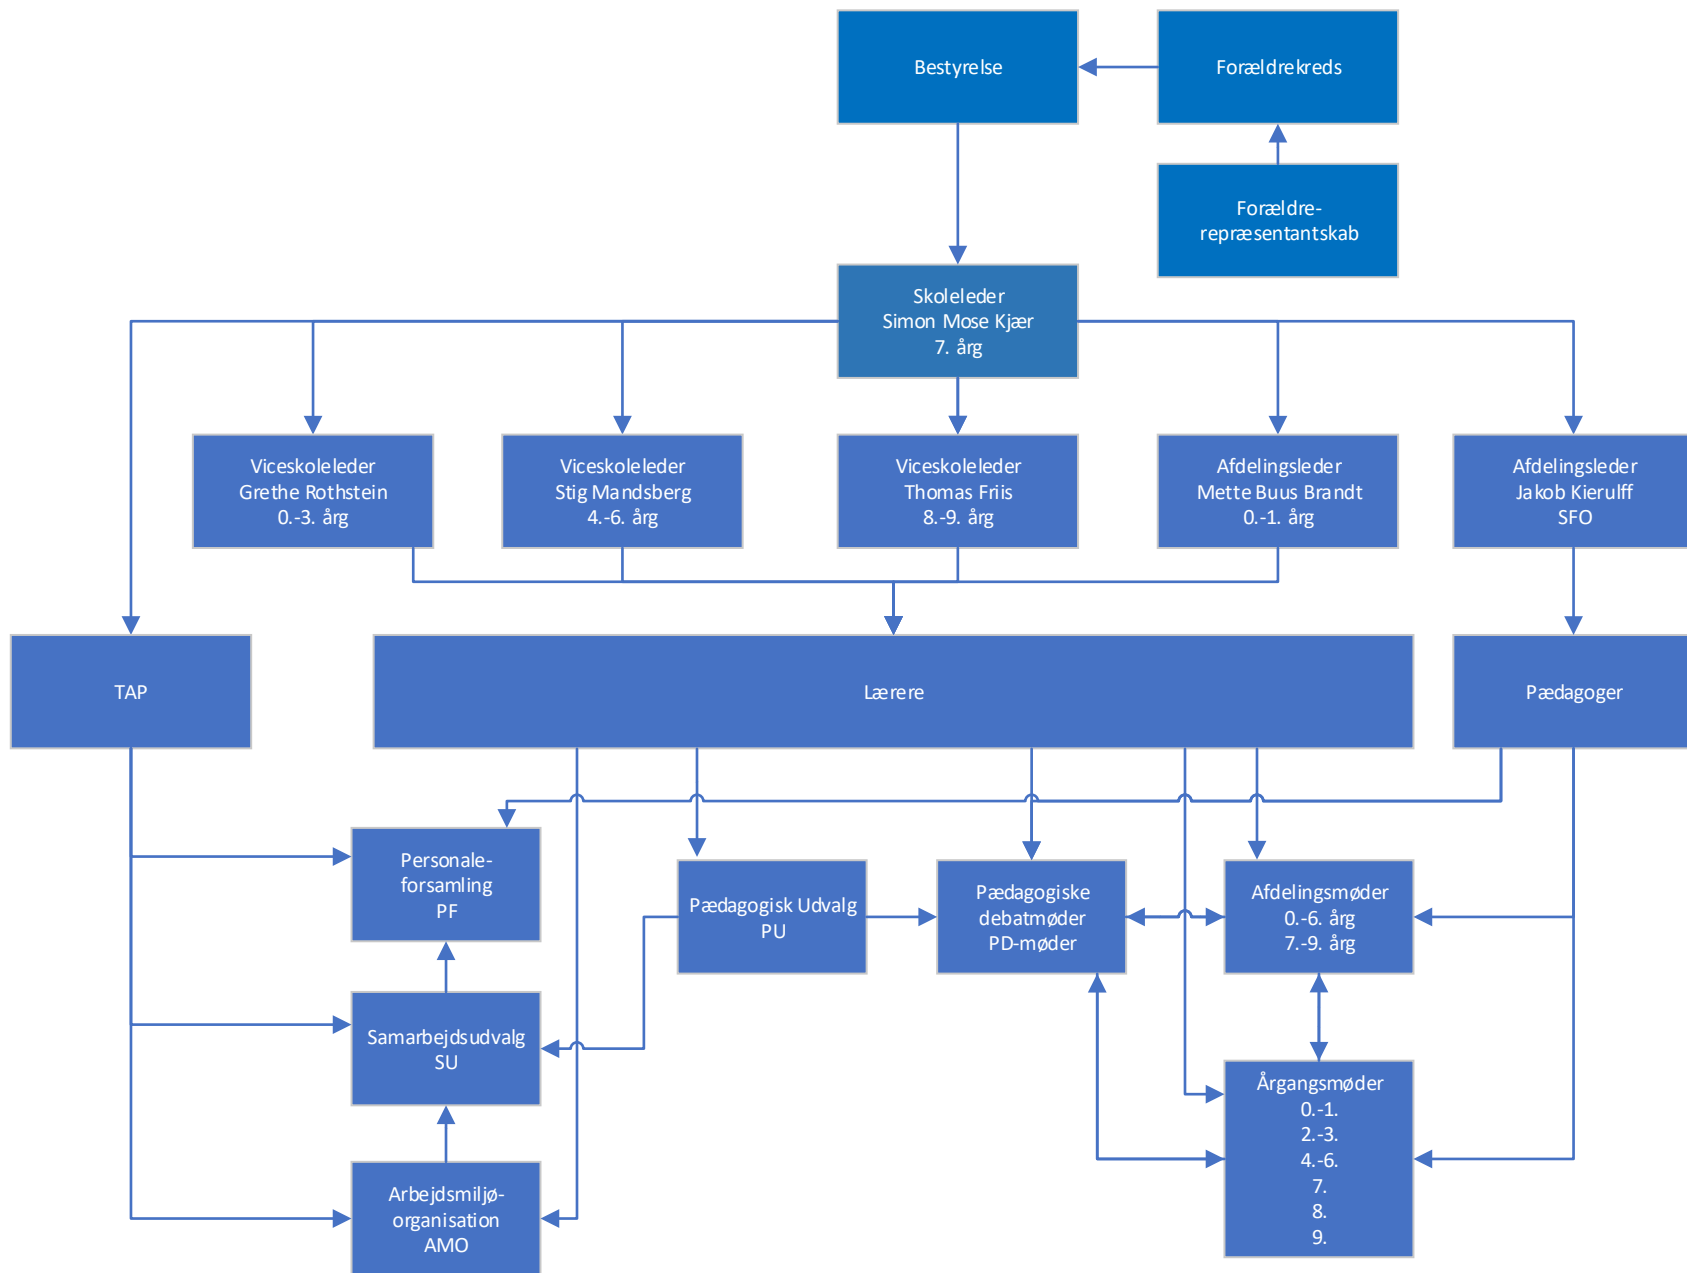 Bestyrelse
Forældrekreds
Forældre-
repræsentantskab
Skoleleder
Simon Mose Kjær
7. årg
Viceskoleleder
Grethe Rothstein
0.-3. årg
Viceskoleleder
Stig Mandsberg
4.-6. årg
Viceskoleleder
Thomas Friis
8.-9. årg
Afdelingsleder
Mette Buus Brandt
0.-1. årg
Afdelingsleder
Jakob Kierulff
SFO
TAP
Lærere
Pædagoger
Personale-
forsamling
PF
Pædagogisk Udvalg
PU
Pædagogiske
debatmøder
PD-møder
Afdelingsmøder
0.-6. årg
7.-9. årg
Samarbejdsudvalg
SU
Årgangsmøder
0.-1.
2.-3.
4.-6.
7.
8.
9.
Arbejdsmiljø-
organisation
AMO